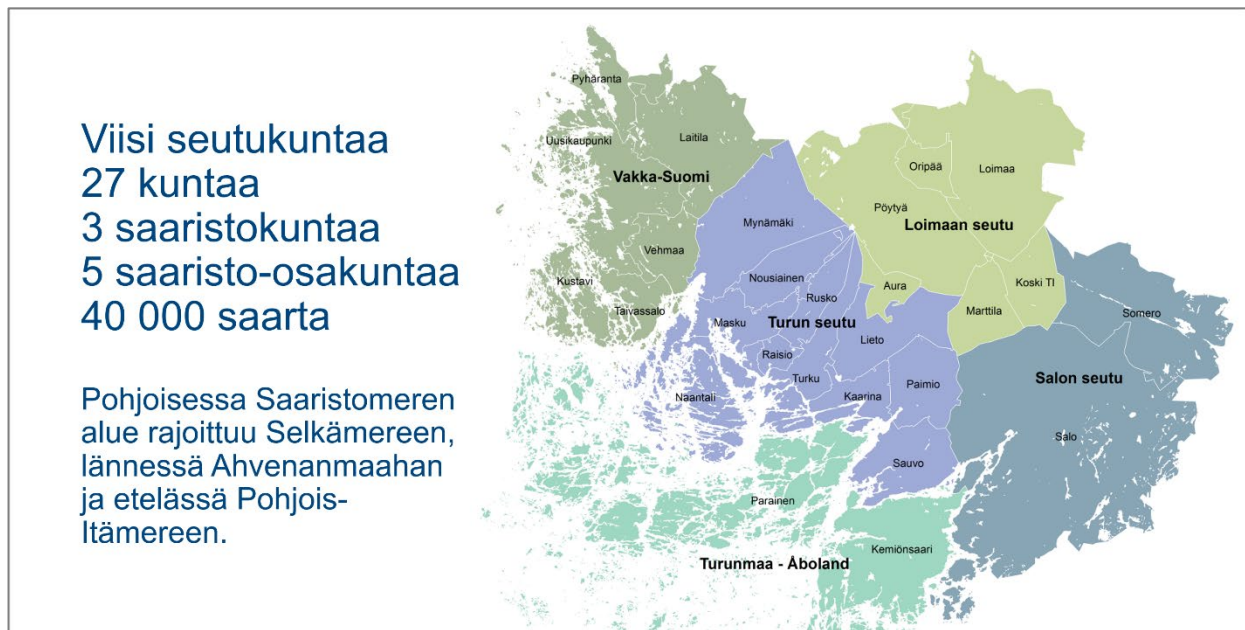 Viisi seutukuntaa
27 kuntaa
3 saaristokuntaa
5 saaristo-osakuntaa
40 000 saarta
Pohjoisessa Saaristomeren
alue rajoittuu Selkämereen,
lännessä Ahvenanmaahan
ja etelässä Pohjois-
Itämereen.
Pyhäranta
Uusikaupunki
Laitila
Vakka-Suomi
Vehmaa
Kustavi
Taivassalo
Mynämäki
Nousiainen
Rusko
Masku
Turun seutu
Lieto
Raisio
Turku
Naantali
Kaarina
Paimio
Sauvo
Oripää
Loimaa
Pöytyä
Loimaan seutu
Aura
Koski Tl
Marttila
Somero
Salon seutu
Salo
Parainen
Kemiönsaari
Turunmaa - Åboland